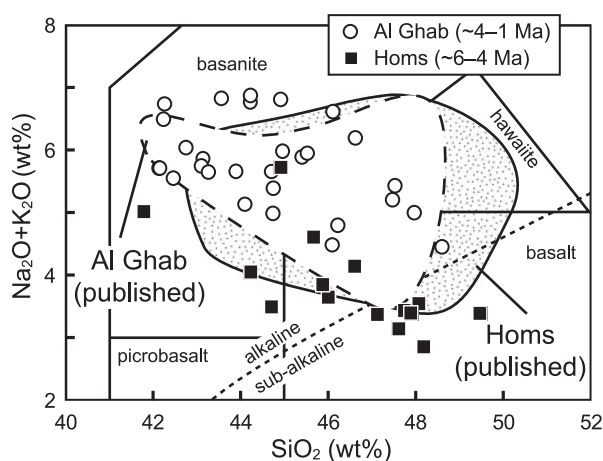 Al Ghab (~4–1 Ma)
Homs (~6–4 Ma)
basanite
hawaiite
basalt
picrobasalt
alkaline
sub-alkaline
Al Ghab
(published)
Homs
(published)
Na2O+K2O (wt%)
8
6
4
2
40
42
44
46
48
50
52
SiO2 (wt%)